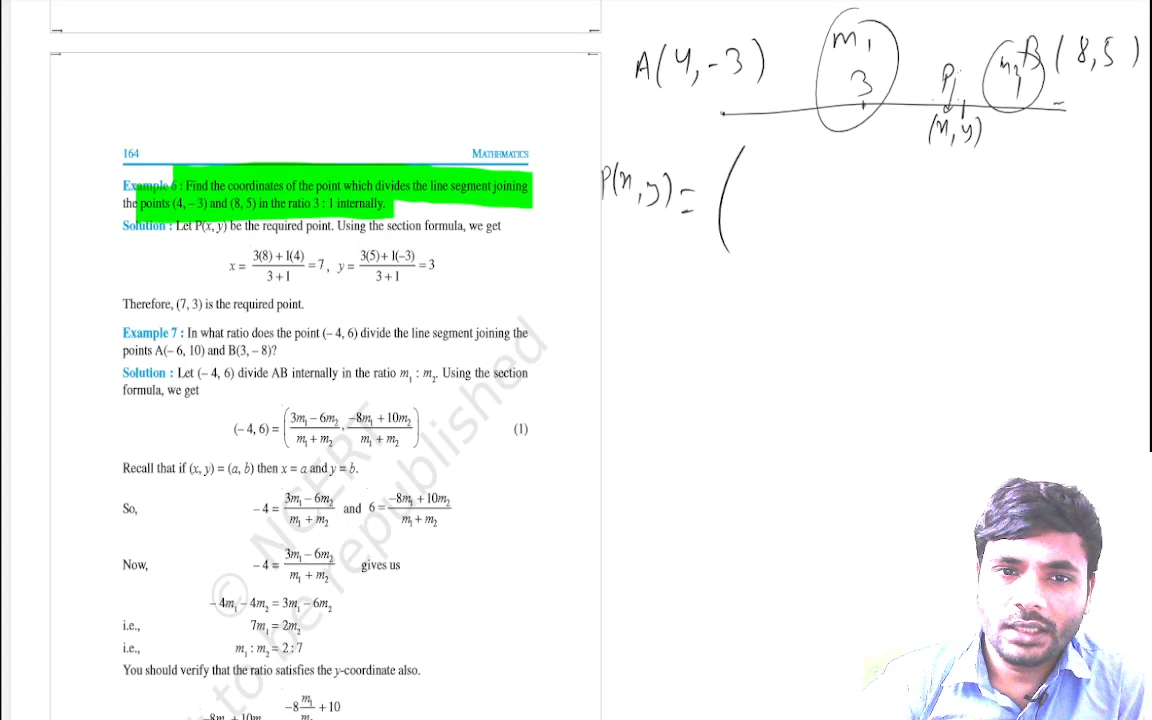 164 MATHEMATICS
Example 6 : Find the coordinates of the point which divides the line segment joining
the points (4, – 3) and (8, 5) in the ratio 3 : 1 internally.
Solution : Let P(x, y) be the required point. Using the section formula, we get
x = 3(8) + 1(4) / 3 + 1 = 7 , y = 3(5) + 1(–3) / 3 + 1 = 3
Therefore, (7, 3) is the required point.
Example 7 : In what ratio does the point (– 4, 6) divide the line segment joining the
points A(– 6, 10) and B(3, – 8)?
Solution : Let (– 4, 6) divide AB internally in the ratio m₁ : m₂. Using the section
formula, we get
(– 4, 6) = ( 3m₁ – 6m₂ / m₁ + m₂ , –8m₁ + 10m₂ / m₁ + m₂ ) (1)
Recall that if (x, y) = (a, b) then x = a and y = b.
So, – 4 = 3m₁ – 6m₂ / m₁ + m₂ and 6 = –8m₁ + 10m₂ / m₁ + m₂
Now, – 4 = 3m₁ – 6m₂ / m₁ + m₂ gives us
– 4m₁ – 4m₂ = 3m₁ – 6m₂
i.e., 7m₁ = 2m₂
i.e., m₁ : m₂ = 2 : 7
You should verify that the ratio satisfies the y-coordinate also.
–8 m₁ / m₂ + 10
–8m₁ + 10m₂
© NCERT
not to be republished
A(4, -3) m₁ m₂ B(8, 5)
3 P 1
(x, y)
P(x, y) = (